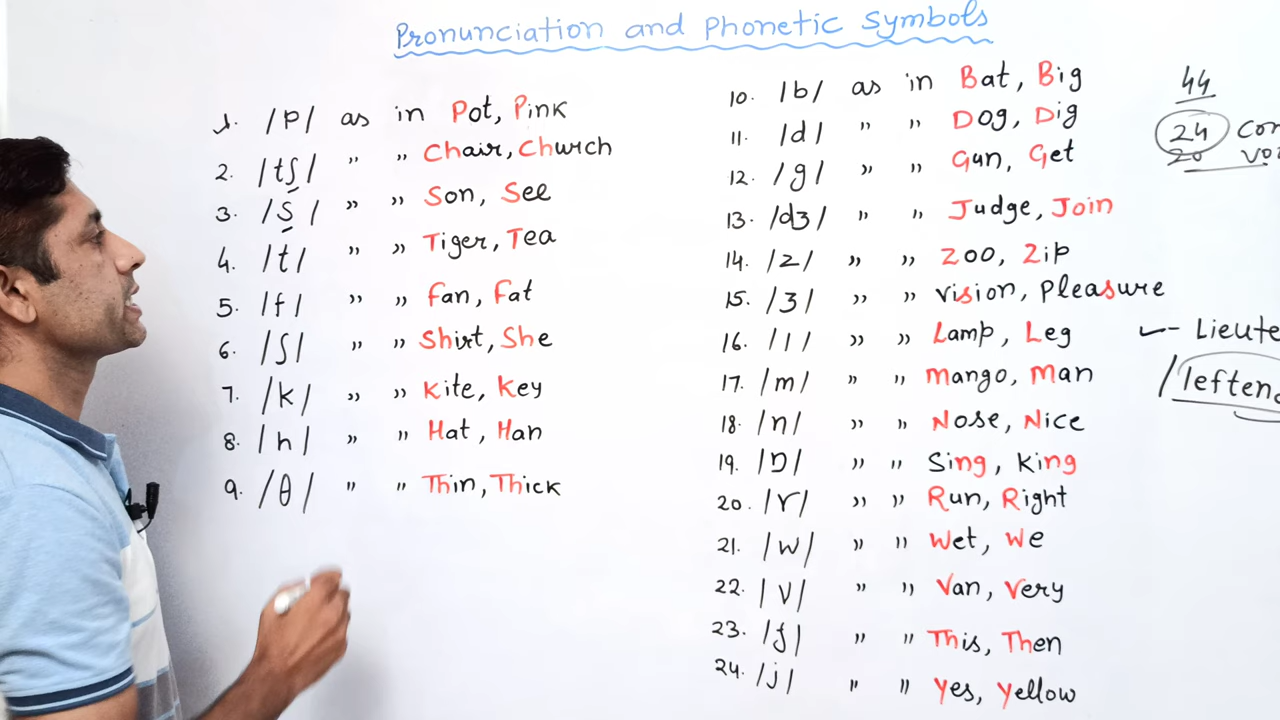 Pronunciation and Phonetic Symbols
1. /p/ as in Pot, Pink
2. /tʃ/ " " Chair, Church
3. /s/ " " Son, See
4. /t/ " " Tiger, Tea
5. /f/ " " Fan, Fat
6. /ʃ/ " " Shirt, She
7. /k/ " " Kite, Key
8. /h/ " " Hat, Han
9. /θ/ " " Thin, Thick
10. /b/ as in Bat, Big
11. /d/ " " Dog, Dig
12. /g/ " " Gun, Get
13. /dʒ/ " " Judge, Join
14. /z/ " " Zoo, Zip
15. /ʒ/ " " Vision, Pleasure
16. /l/ " " Lamp, Leg
17. /m/ " " Mango, Man
18. /n/ " " Nose, Nice
19. /ŋ/ " " Sing, King
20. /r/ " " Run, Right
21. /w/ " " Wet, We
22. /v/ " " Van, Very
23. /ʄ/ " " This, Then
24. /j/ " " Yes, Yellow
44
24 Con
20 Vo
- Lieute
/leften